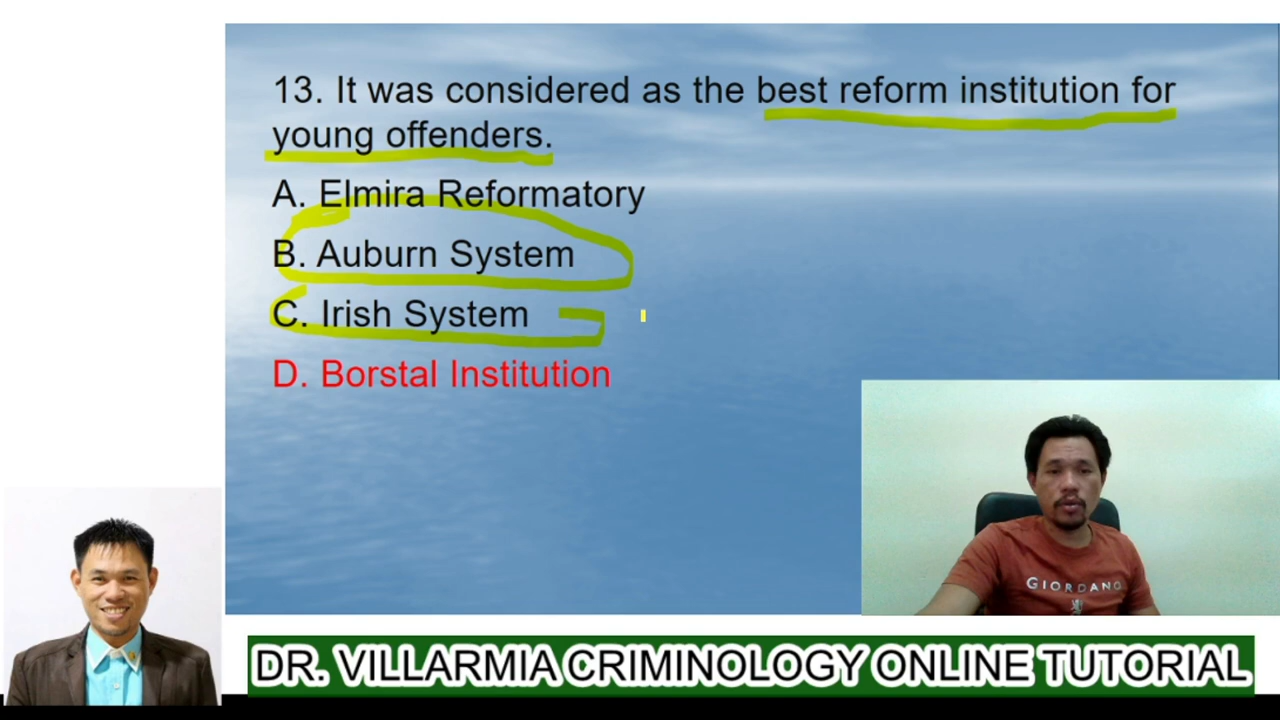 13. It was considered as the best reform institution for
young offenders.
A. Elmira Reformatory
B. Auburn System
C. Irish System
D. Borstal Institution
GIORDANO
DR. VILLARMIA CRIMINOLOGY ONLINE TUTORIAL